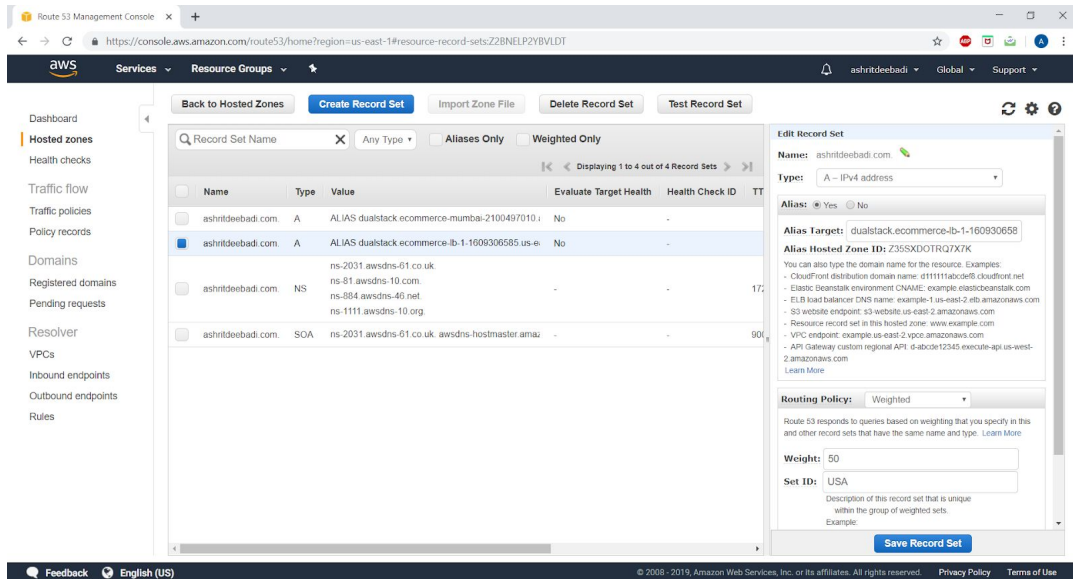 Route 53 Management Console
https://console.aws.amazon.com/route53/home?region=us-east-1#resource-record-sets:Z2BNELP2YBVLDT
ABP
A
aws
Services
Resource Groups
ashritdeebadi
Global
Support
Dashboard
Hosted zones
Health checks
Traffic flow
Traffic policies
Policy records
Domains
Registered domains
Pending requests
Resolver
VPCs
Inbound endpoints
Outbound endpoints
Rules
Back to Hosted Zones
Create Record Set
Import Zone File
Delete Record Set
Test Record Set
Record Set Name
Any Type
Aliases Only
Weighted Only
Displaying 1 to 4 out of 4 Record Sets
Name Type Value Evaluate Target Health Health Check ID TT
ashritdeebadi.com. A ALIAS dualstack.ecommerce-mumbai-2100497010. No -
ashritdeebadi.com. A ALIAS dualstack.ecommerce-lb-1-1609306585.us-e No -
ns-2031.awsdns-61.co.uk.
ns-81.awsdns-10.com.
ashritdeebadi.com. NS - - 172
ns-884.awsdns-46.net.
ns-1111.awsdns-10.org.
ashritdeebadi.com. SOA ns-2031.awsdns-61.co.uk. awsdns-hostmaster.amaz - - 900
Edit Record Set
Name: ashritdeebadi.com.
Type: A – IPv4 address
Alias: Yes No
Alias Target: dualstack.ecommerce-lb-1-160930658
Alias Hosted Zone ID: Z35SXDOTRQ7X7K
You can also type the domain name for the resource. Examples:
- CloudFront distribution domain name: d111111abcdef8.cloudfront.net
- Elastic Beanstalk environment CNAME: example.elasticbeanstalk.com
- ELB load balancer DNS name: example-1.us-east-2.elb.amazonaws.com
- S3 website endpoint: s3-website.us-east-2.amazonaws.com
- Resource record set in this hosted zone: www.example.com
- VPC endpoint: example.us-east-2.vpce.amazonaws.com
- API Gateway custom regional API: d-abcde12345.execute-api.us-west-
2.amazonaws.com
Learn More
Routing Policy: Weighted
Route 53 responds to queries based on weighting that you specify in this
and other record sets that have the same name and type. Learn More
Weight: 50
Set ID: USA
Description of this record set that is unique
within the group of weighted sets.
Example:
Save Record Set
Feedback
English (US)
© 2008 - 2019, Amazon Web Services, Inc. or its affiliates. All rights reserved.
Privacy Policy
Terms of Use